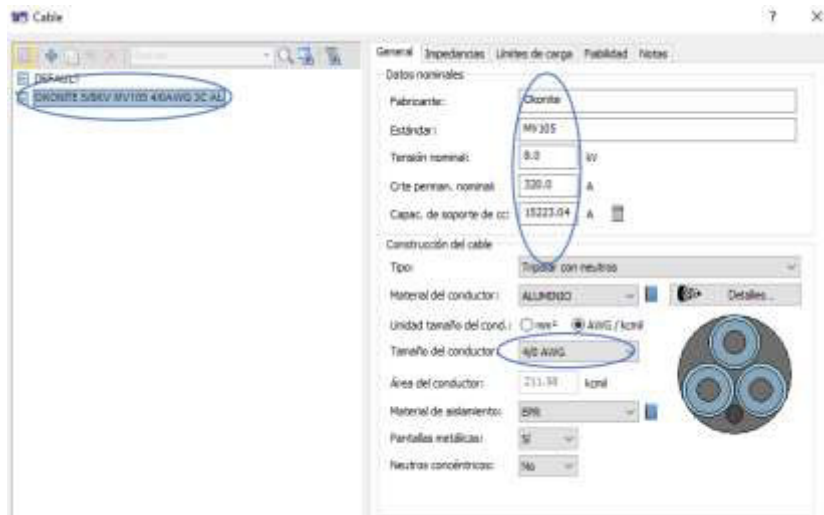 Cable
DEFAULT
OKONITE 5/8KV MV105 4/0AWG 3C AL
General Impedancias Límites de carga Fiabilidad Notas
Datos nominales
Fabricante: Okonite
Estándar: MV105
Tensión nominal: 8.0 kV
Crte perman. nominal: 320.0 A
Capac. de soporte de cc: 15223.04 A
Construcción del cable
Tipo: Tripolar con neutros
Material del conductor: ALUMINIO Detalles...
Unidad tamaño del cond.: mm² AWG / kcmil
Tamaño del conductor: 4/0 AWG
Área del conductor: kcmil
Material de aislamiento: EPR
Pantallas metálicas: Sí
Neutros concéntricos: No